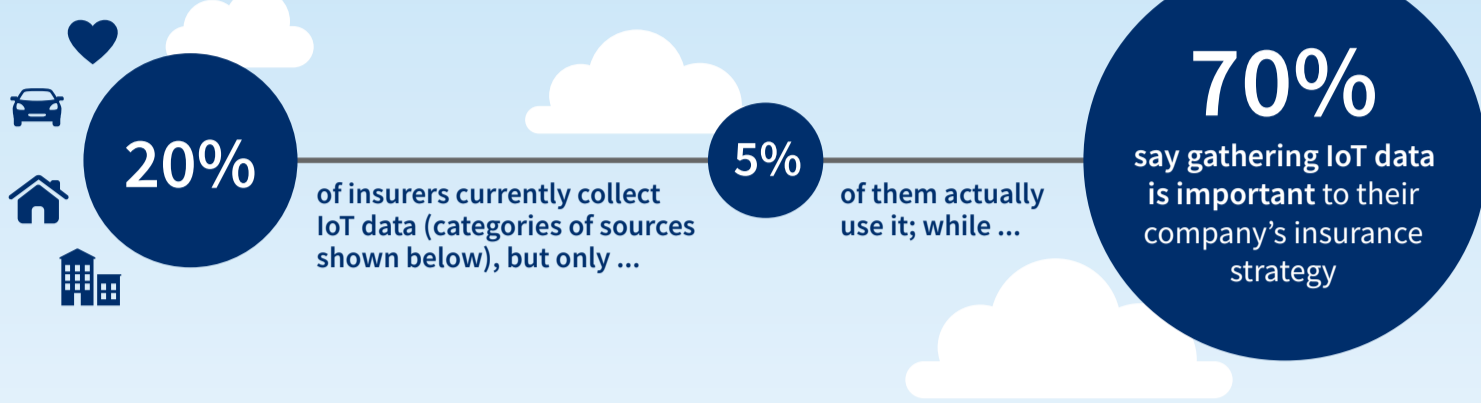 20%
of insurers currently collect
IoT data (categories of sources
shown below), but only ...
5%
of them actually
use it; while ...
70%
say gathering IoT data
is important to their
company’s insurance
strategy